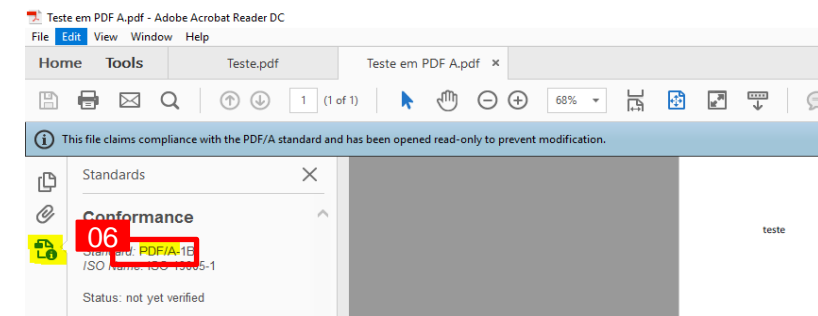 Teste em PDF A.pdf - Adobe Acrobat Reader DC
File Edit View Window Help
Home Tools Teste.pdf Teste em PDF A.pdf ×
1 (1 of 1) 68%
This file claims compliance with the PDF/A standard and has been opened read-only to prevent modification.
Standards
Conformance
06
Standard: PDF/A-1B
ISO Name: ISO 19005-1
Status: not yet verified
teste